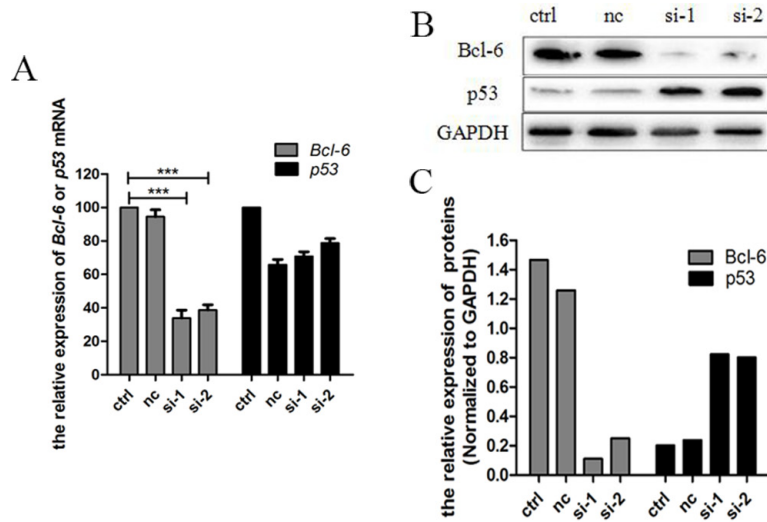 A
the relative expression of Bcl-6 or p53 mRNA
120
100
80
60
40
20
0
***
***
Bcl-6
p53
ctrl
nc
si-1
si-2
ctrl
nc
si-1
si-2
B
ctrl nc si-1 si-2
Bcl-6
p53
GAPDH
C
the relative expression of proteins
(Normalized to GAPDH)
1.6
1.4
1.2
1.0
0.8
0.6
0.4
0.2
0.0
Bcl-6
p53
ctrl
nc
si-1
si-2
ctrl
nc
si-1
si-2